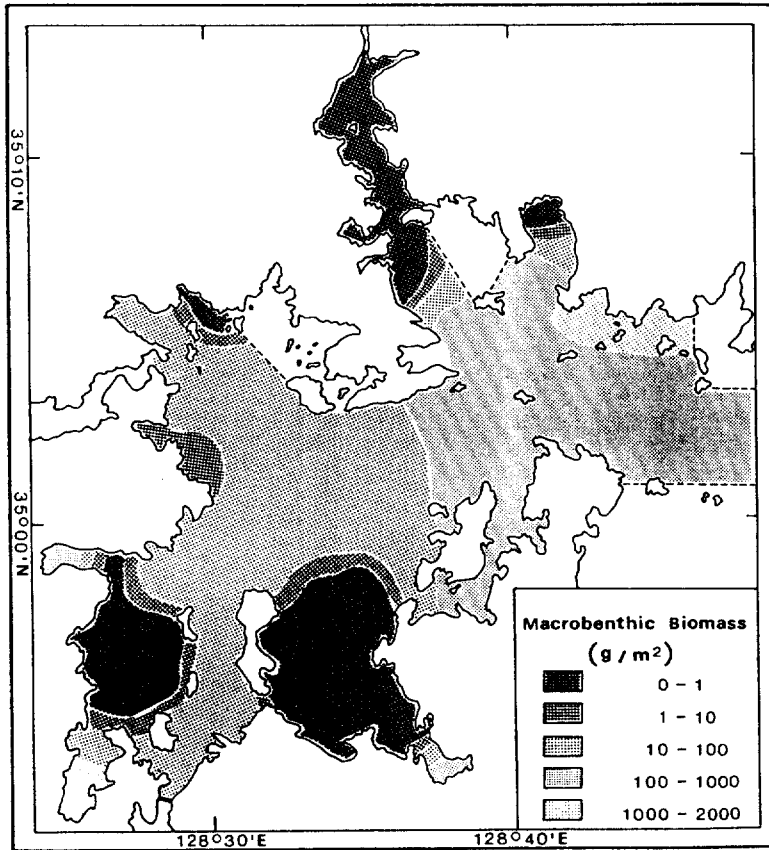 35°10'N
35°00'N
128°30'E
128°40'E
Macrobenthic Biomass
(g/m²)
0 - 1
1 - 10
10 - 100
100 - 1000
1000 - 2000